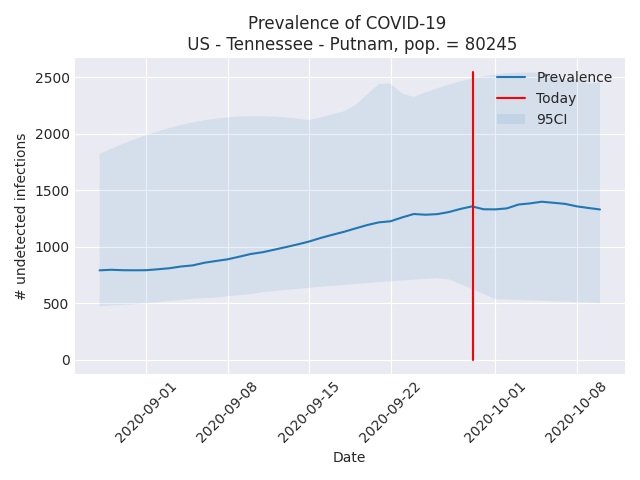 Prevalence of COVID-19
US - Tennessee - Putnam, pop. = 80245
# undetected infections
2500
2000
1500
1000
500
0
Prevalence
Today
95CI
2020-09-01
2020-09-08
2020-09-15
2020-09-22
2020-10-01
2020-10-08
Date